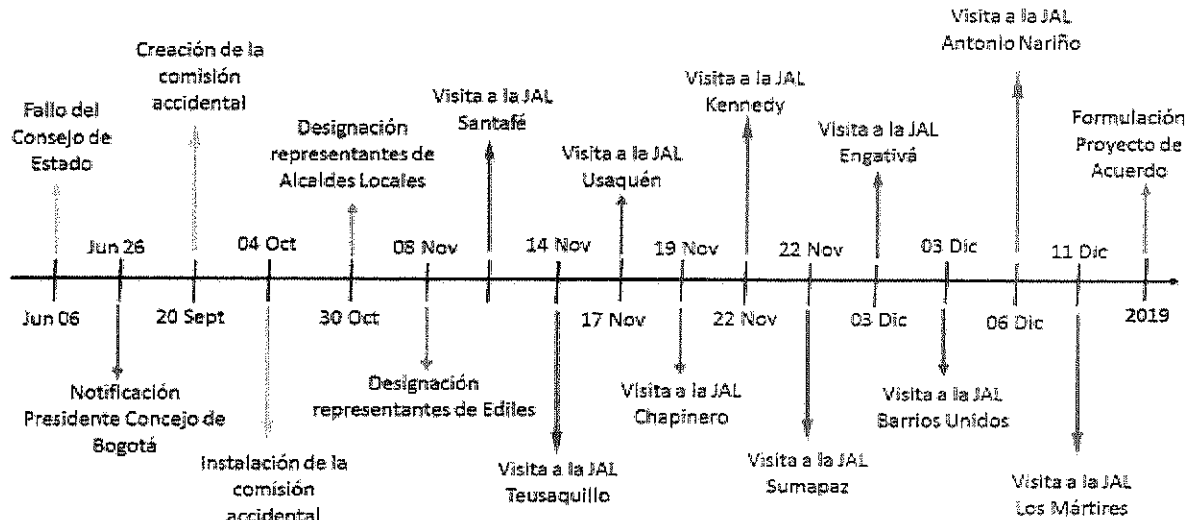 Fallo del
Consejo de
Estado
Jun 06
Jun 26
Notificación
Presidente Concejo de
Bogotá
Creación de la
comisión
accidental
20 Sept
04 Oct
Instalación de la
comisión
accidental
Designación
representantes de
Alcaldes Locales
30 Oct
08 Nov
Designación
representantes de Ediles
Visita a la JAL
Santafé
14 Nov
Visita a la JAL
Teusaquillo
Visita a la JAL
Usaquén
17 Nov
19 Nov
Visita a la JAL
Chapinero
Visita a la JAL
Kennedy
22 Nov
22 Nov
Visita a la JAL
Sumapaz
Visita a la JAL
Engativá
03 Dic
03 Dic
Visita a la JAL
Barrios Unidos
Visita a la JAL
Antonio Nariño
06 Dic
11 Dic
Visita a la JAL
Los Mártires
Formulación
Proyecto de
Acuerdo
2019